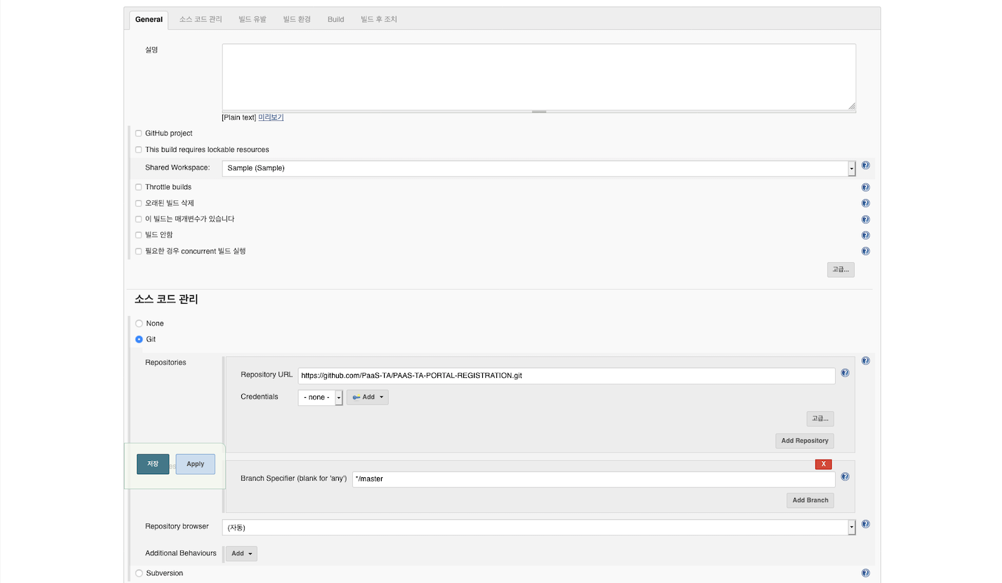 General 소스 코드 관리 빌드 유발 빌드 환경 Build 빌드 후 조치
설명
[Plain text] 미리보기
GitHub project
This build requires lockable resources
Shared Workspace: Sample (Sample)
Throttle builds
오래된 빌드 삭제
이 빌드는 매개변수가 있습니다
빌드 안함
필요한 경우 concurrent 빌드 실행
고급...
소스 코드 관리
None
Git
Repositories
Repository URL https://github.com/PaaS-TA/PAAS-TA-PORTAL-REGISTRATION.git
Credentials - none - Add
고급...
Add Repository
저장 Apply
X
Branch Specifier (blank for 'any') */master
Add Branch
Repository browser (자동)
Additional Behaviours Add
Subversion